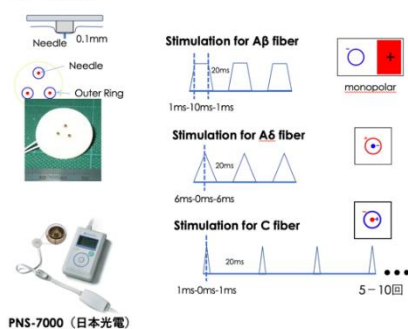 Needle
0.1mm
Needle
Outer Ring
PNS-7000（日本光電）
Stimulation for Aβ fiber
20ms
1ms-10ms-1ms
+
monopolar
Stimulation for Aδ fiber
20ms
6ms-0ms-6ms
Stimulation for C fiber
20ms
1ms-0ms-1ms
5－10回